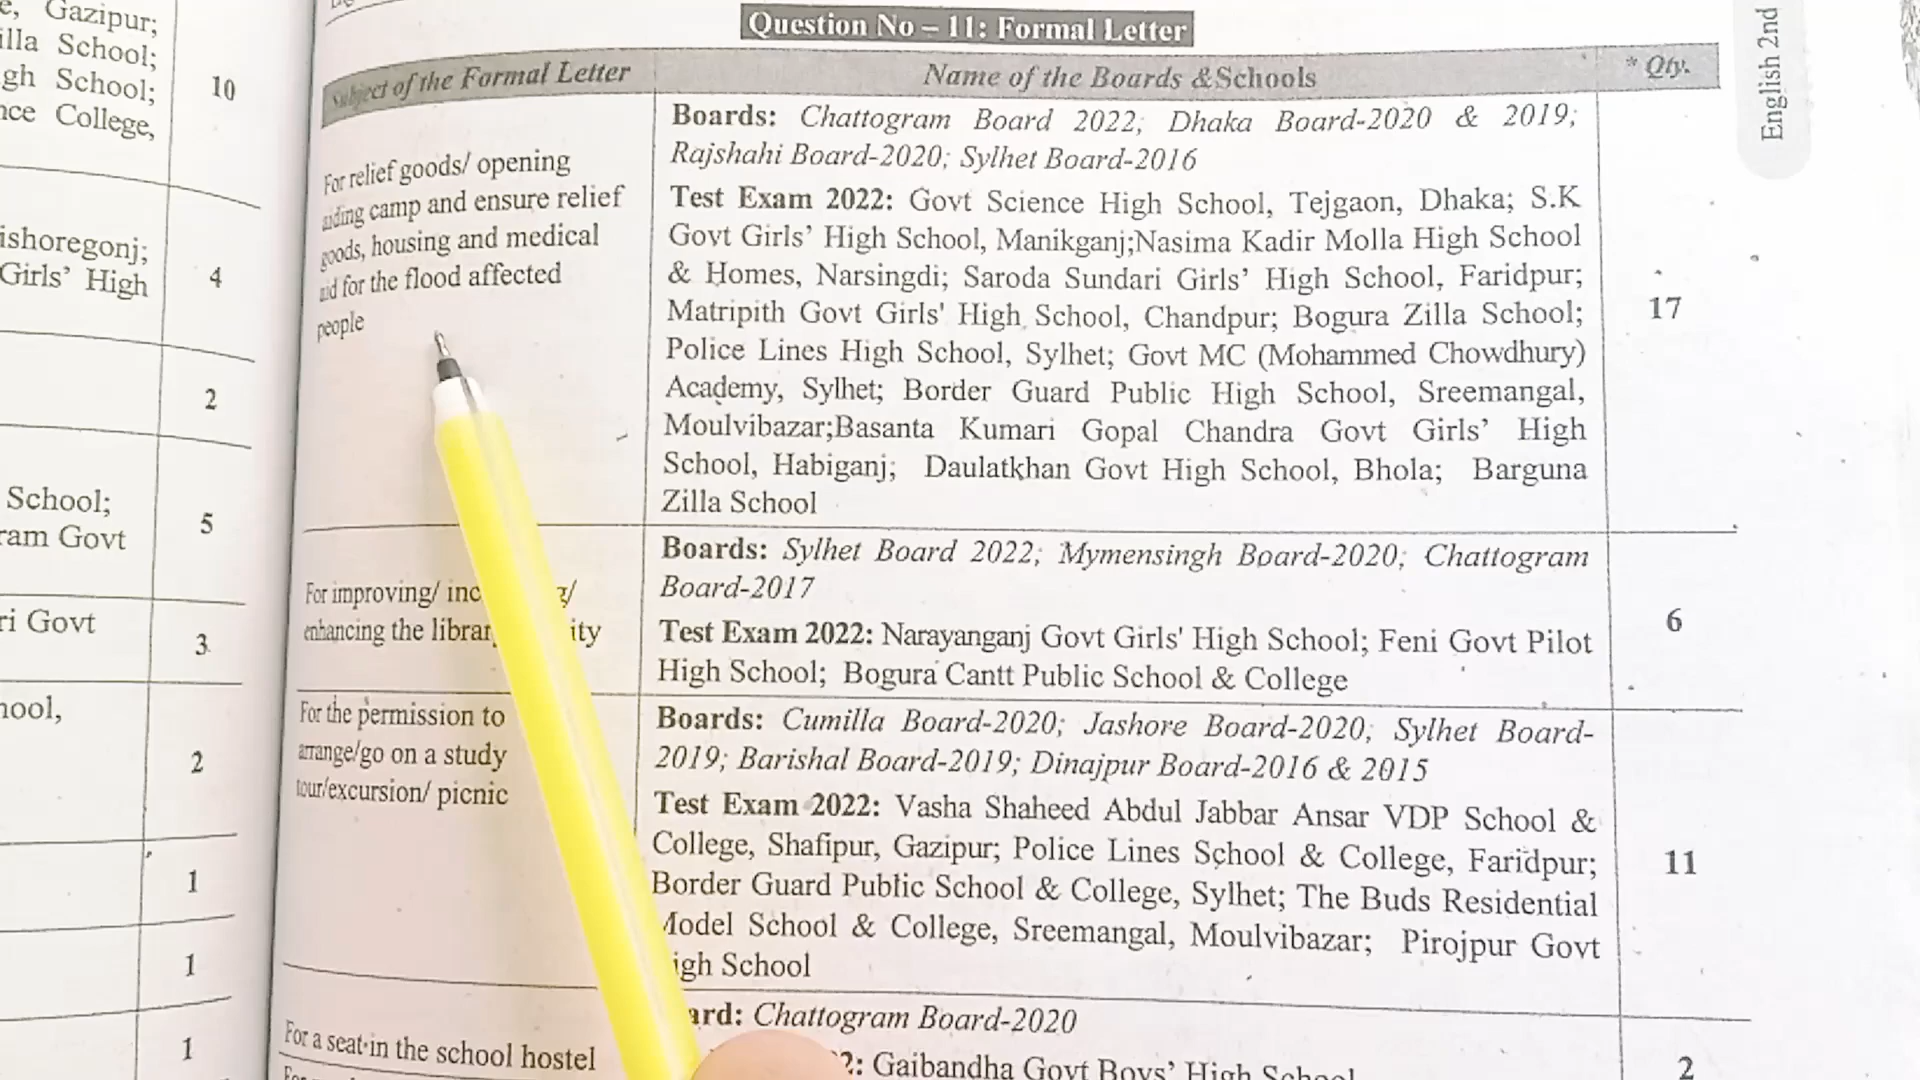 e, Gazipur;
illa School;
gh School;
nce College,
10
ishoregonj;
Girls' High
4
2
School;
ram Govt
5
ri Govt
3
hool,
2
1
1
1
Question No – 11: Formal Letter
Subject of the Formal Letter
Name of the Boards &Schools
* Qty.
For relief goods/ opening
aiding camp and ensure relief
goods, housing and medical
aid for the flood affected
people
Boards: Chattogram Board 2022; Dhaka Board-2020 & 2019;
Rajshahi Board-2020; Sylhet Board-2016
Test Exam 2022: Govt Science High School, Tejgaon, Dhaka; S.K
Govt Girls' High School, Manikganj;Nasima Kadir Molla High School
& Homes, Narsingdi; Saroda Sundari Girls' High School, Faridpur;
Matripith Govt Girls' High School, Chandpur; Bogura Zilla School;
Police Lines High School, Sylhet; Govt MC (Mohammed Chowdhury)
Academy, Sylhet; Border Guard Public High School, Sreemangal,
Moulvibazar;Basanta Kumari Gopal Chandra Govt Girls' High
School, Habiganj; Daulatkhan Govt High School, Bhola; Barguna
Zilla School
17
For improving/
enhancing the
Boards: Sylhet Board 2022; Mymensingh Board-2020; Chattogram
Board-2017
Test Exam 2022: Narayanganj Govt Girls' High School; Feni Govt Pilot
High School; Bogura Cantt Public School & College
6
For the permission to
arrange/go on a study
tour/excursion/ picnic
Boards: Cumilla Board-2020; Jashore Board-2020; Sylhet Board-
2019; Barishal Board-2019; Dinajpur Board-2016 & 2015
Test Exam 2022: Vasha Shaheed Abdul Jabbar Ansar VDP School &
College, Shafipur, Gazipur; Police Lines School & College, Faridpur;
Border Guard Public School & College, Sylhet; The Buds Residential
Model School & College, Sreemangal, Moulvibazar; Pirojpur Govt
High School
11
For a seat in the school hostel
ard: Chattogram Board-2020
2: Gaibandha Govt Boys' High School
2
English 2nd